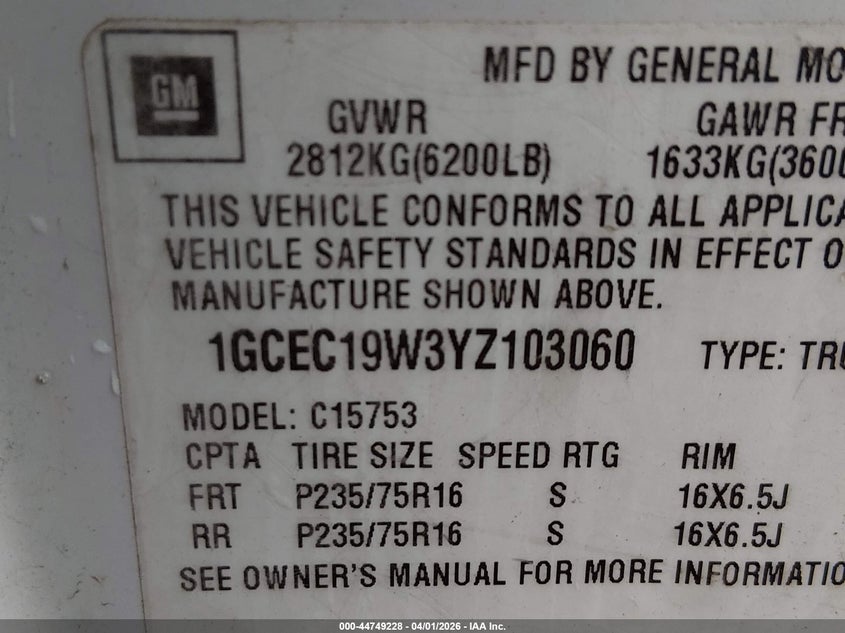 GM
MFD BY GENERAL MO
GVWR GAWR FR
2812KG(6200LB) 1633KG(3600
THIS VEHICLE CONFORMS TO ALL APPLICA
VEHICLE SAFETY STANDARDS IN EFFECT O
MANUFACTURE SHOWN ABOVE.
1GCEC19W3YZ103060 TYPE: TRU
MODEL: C15753
CPTA TIRE SIZE SPEED RTG RIM
FRT P235/75R16 S 16X6.5J
RR P235/75R16 S 16X6.5J
SEE OWNER'S MANUAL FOR MORE INFORMATIO
000-44749228 - 04/01/2026 - IAA Inc.